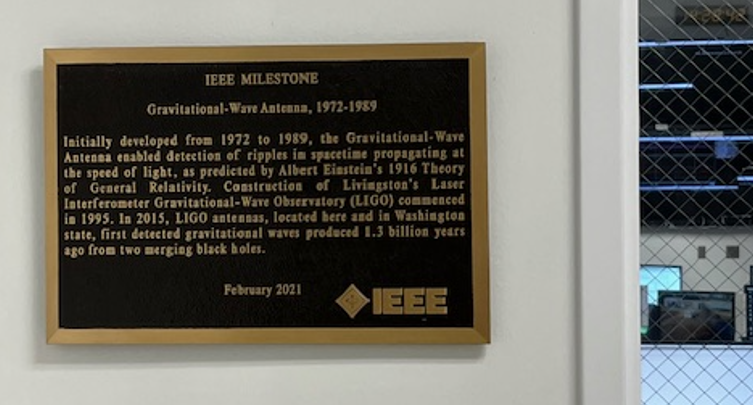 IEEE MILESTONE
Gravitational-Wave Antenna, 1972-1989
Initially developed from 1972 to 1989, the Gravitational-Wave
Antenna enabled detection of ripples in spacetime propagating at
the speed of light, as predicted by Albert Einstein's 1916 Theory
of General Relativity. Construction of Livingston's Laser
Interferometer Gravitational-Wave Observatory (LIGO) commenced
in 1995. In 2015, LIGO antennas, located here and in Washington
state, first detected gravitational waves produced 1.3 billion years
ago from two merging black holes.
February 2021
IEEE